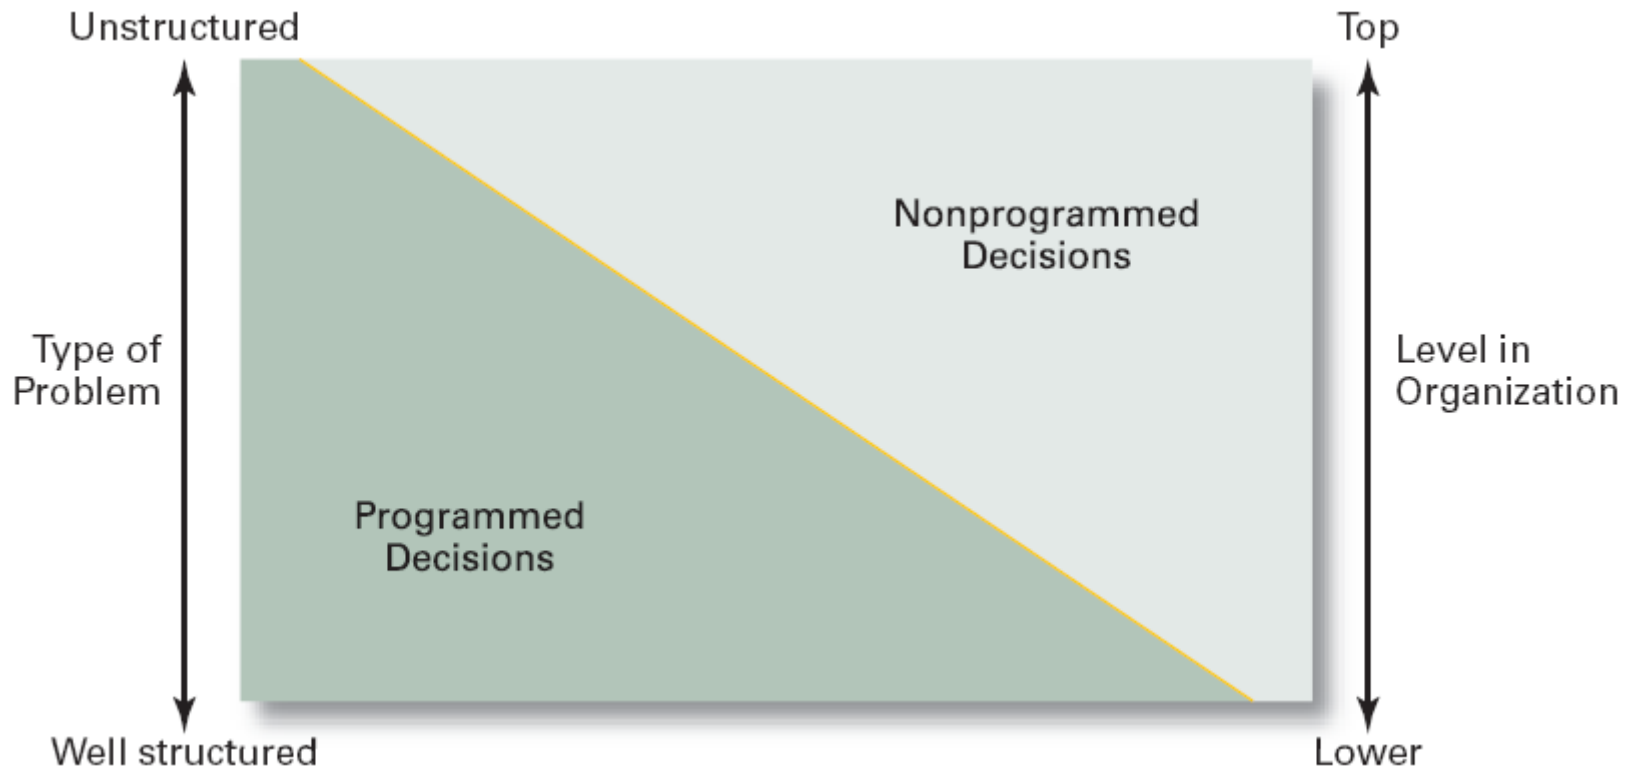 Unstructured
Top
Nonprogrammed
Decisions
Type of
Problem
Level in
Organization
Programmed
Decisions
Well structured
Lower